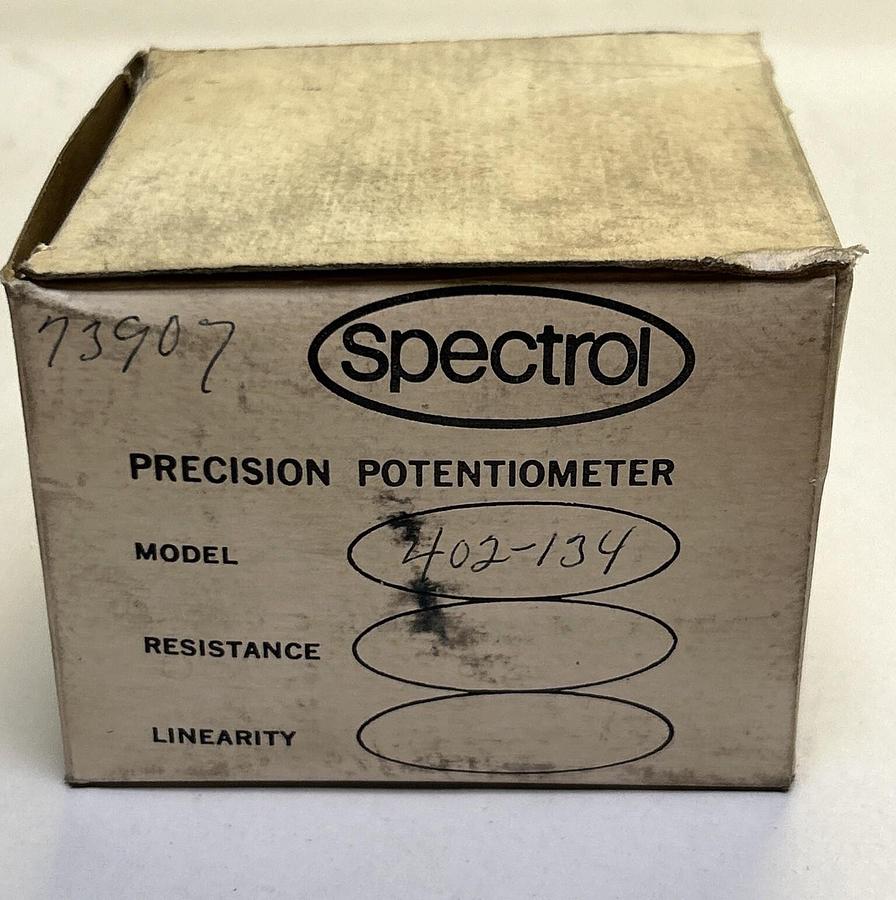 73907
Spectrol
PRECISION POTENTIOMETER
MODEL 402-134
RESISTANCE
LINEARITY